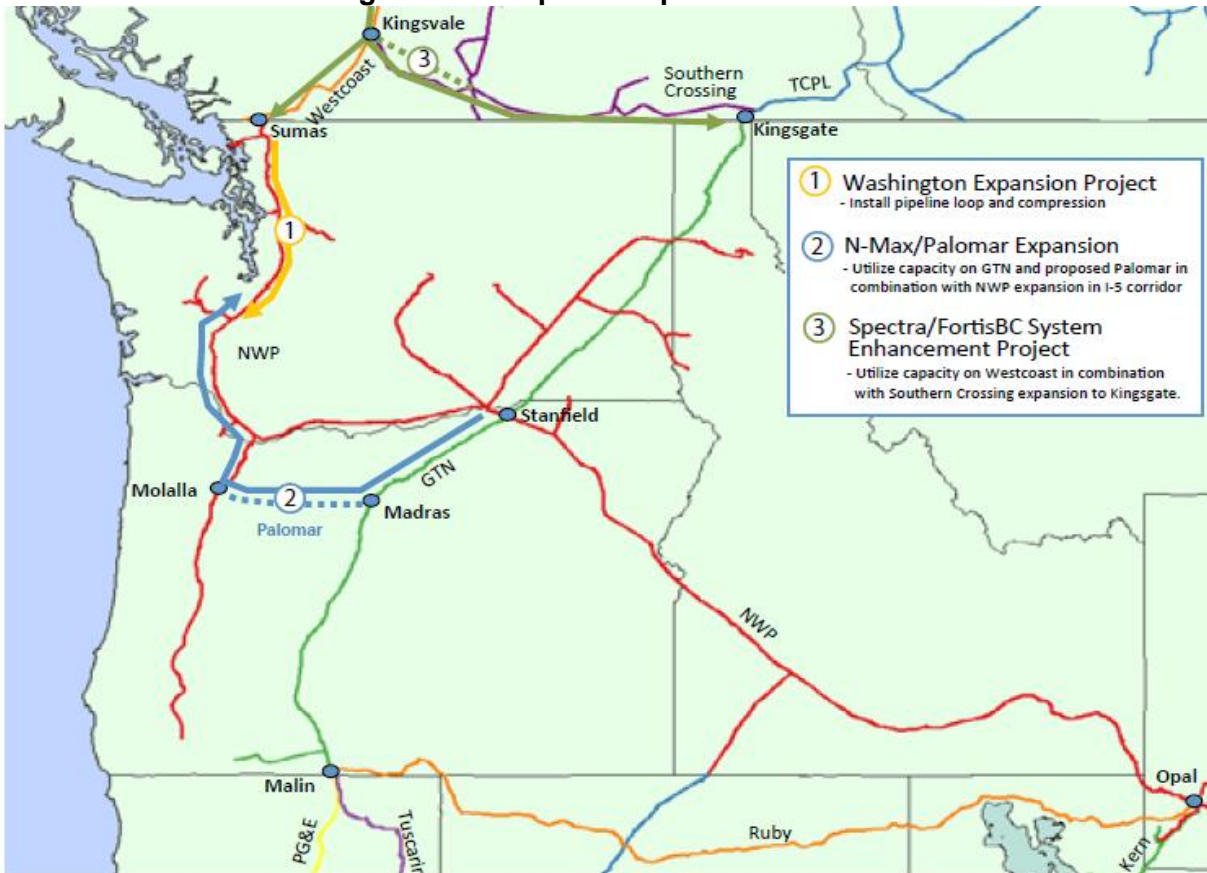 Kingsvale
3
Westcoast
Southern
Crossing
TCPL
Sumas
Kingsgate
1 Washington Expansion Project
- Install pipeline loop and compression
2 N-Max/Palomar Expansion
- Utilize capacity on GTN and proposed Palomar in
combination with NWP expansion in I-5 corridor
3 Spectra/FortisBC System
Enhancement Project
- Utilize capacity on Westcoast in combination
with Southern Crossing expansion to Kingsgate.
1
NWP
Stanfield
GTN
Molalla
2
Madras
Palomar
NWP
Malin
Opal
PG&E
Tuscarin
Ruby
Kern